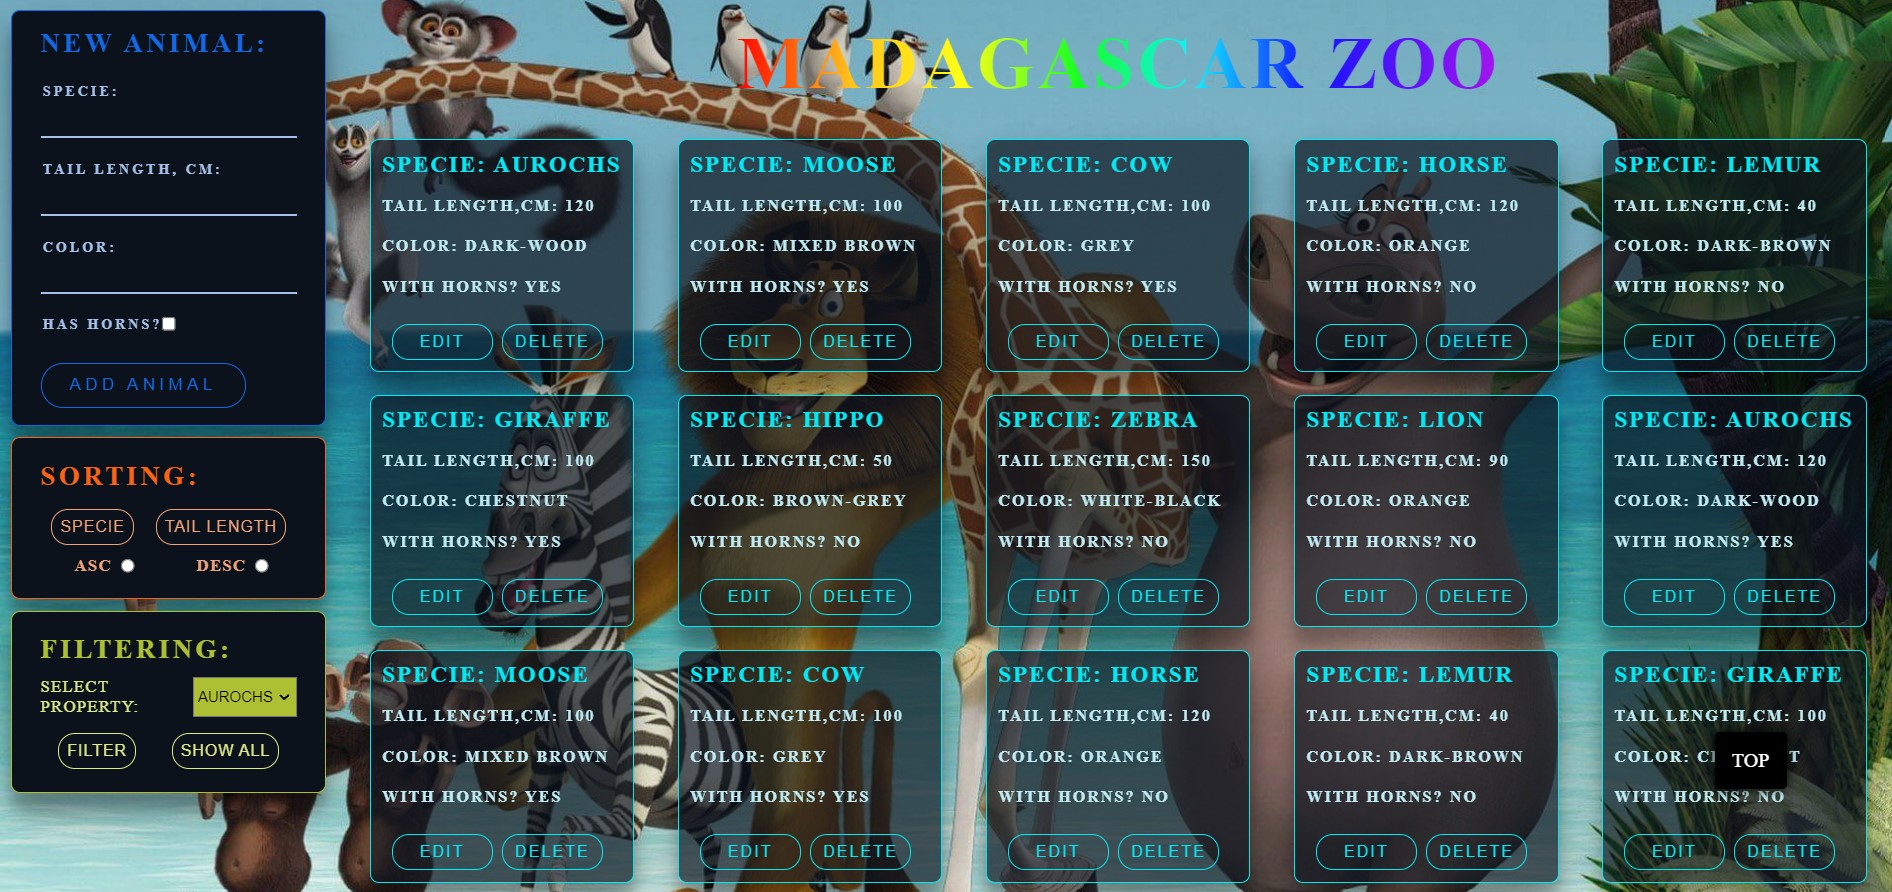 NEW ANIMAL:
SPECIE:
TAIL LENGTH, CM:
COLOR:
HAS HORNS?
ADD ANIMAL
SORTING:
SPECIE TAIL LENGTH
ASC DESC
FILTERING:
SELECT
PROPERTY:
AUROCHS
FILTER SHOW ALL
MADAGASCAR ZOO
SPECIE: AUROCHS
TAIL LENGTH,CM: 120
COLOR: DARK-WOOD
WITH HORNS? YES
EDIT DELETE
SPECIE: MOOSE
TAIL LENGTH,CM: 100
COLOR: MIXED BROWN
WITH HORNS? YES
EDIT DELETE
SPECIE: COW
TAIL LENGTH,CM: 100
COLOR: GREY
WITH HORNS? YES
EDIT DELETE
SPECIE: HORSE
TAIL LENGTH,CM: 120
COLOR: ORANGE
WITH HORNS? NO
EDIT DELETE
SPECIE: LEMUR
TAIL LENGTH,CM: 40
COLOR: DARK-BROWN
WITH HORNS? NO
EDIT DELETE
SPECIE: GIRAFFE
TAIL LENGTH,CM: 100
COLOR: CHESTNUT
WITH HORNS? YES
EDIT DELETE
SPECIE: HIPPO
TAIL LENGTH,CM: 50
COLOR: BROWN-GREY
WITH HORNS? NO
EDIT DELETE
SPECIE: ZEBRA
TAIL LENGTH,CM: 150
COLOR: WHITE-BLACK
WITH HORNS? NO
EDIT DELETE
SPECIE: LION
TAIL LENGTH,CM: 90
COLOR: ORANGE
WITH HORNS? NO
EDIT DELETE
SPECIE: AUROCHS
TAIL LENGTH,CM: 120
COLOR: DARK-WOOD
WITH HORNS? YES
EDIT DELETE
SPECIE: MOOSE
TAIL LENGTH,CM: 100
COLOR: MIXED BROWN
WITH HORNS? YES
EDIT DELETE
SPECIE: COW
TAIL LENGTH,CM: 100
COLOR: GREY
WITH HORNS? YES
EDIT DELETE
SPECIE: HORSE
TAIL LENGTH,CM: 120
COLOR: ORANGE
WITH HORNS? NO
EDIT DELETE
SPECIE: LEMUR
TAIL LENGTH,CM: 40
COLOR: DARK-BROWN
WITH HORNS? NO
EDIT DELETE
SPECIE: GIRAFFE
TAIL LENGTH,CM: 100
COLOR:
TOP
WITH HORNS? NO
EDIT DELETE